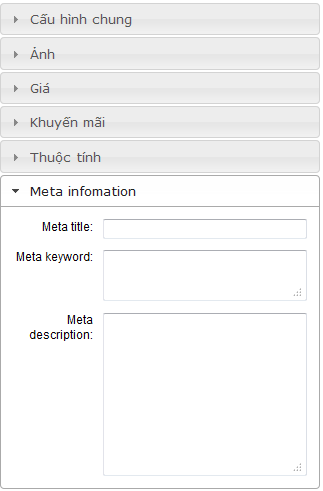 Cấu hình chung
Ảnh
Giá
Khuyến mãi
Thuộc tính
Meta infomation
Meta title:
Meta keyword:
Meta
description: